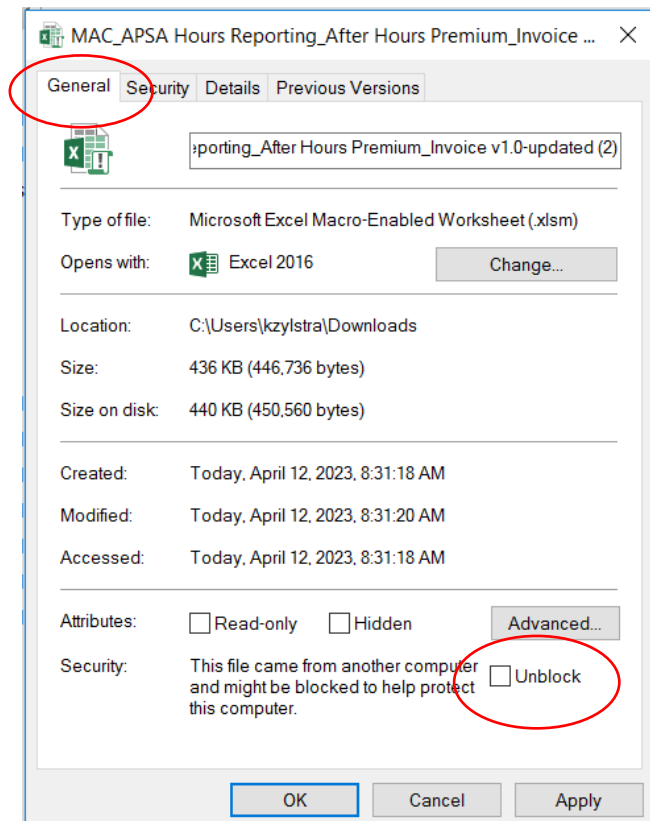 MAC_APSA Hours Reporting_After Hours Premium_Invoice ...
General Security Details Previous Versions
eporting_After Hours Premium_Invoice v1.0-updated (2)
Type of file: Microsoft Excel Macro-Enabled Worksheet (.xlsm)
Opens with: Excel 2016 Change...
Location: C:\Users\kzylstra\Downloads
Size: 436 KB (446,736 bytes)
Size on disk: 440 KB (450,560 bytes)
Created: Today, April 12, 2023, 8:31:18 AM
Modified: Today, April 12, 2023, 8:31:20 AM
Accessed: Today, April 12, 2023, 8:31:18 AM
Attributes: Read-only Hidden Advanced...
Security: This file came from another computer Unblock
and might be blocked to help protect
this computer.
OK Cancel Apply